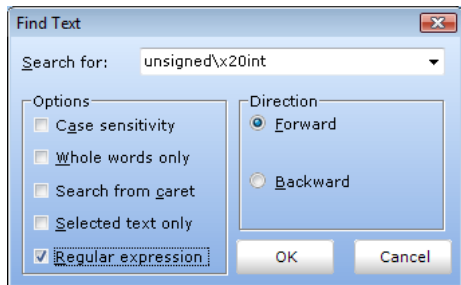 Find Text
Search for: unsigned\x20int
Options
Case sensitivity
Whole words only
Search from caret
Selected text only
Regular expression
Direction
Forward
Backward
OK Cancel